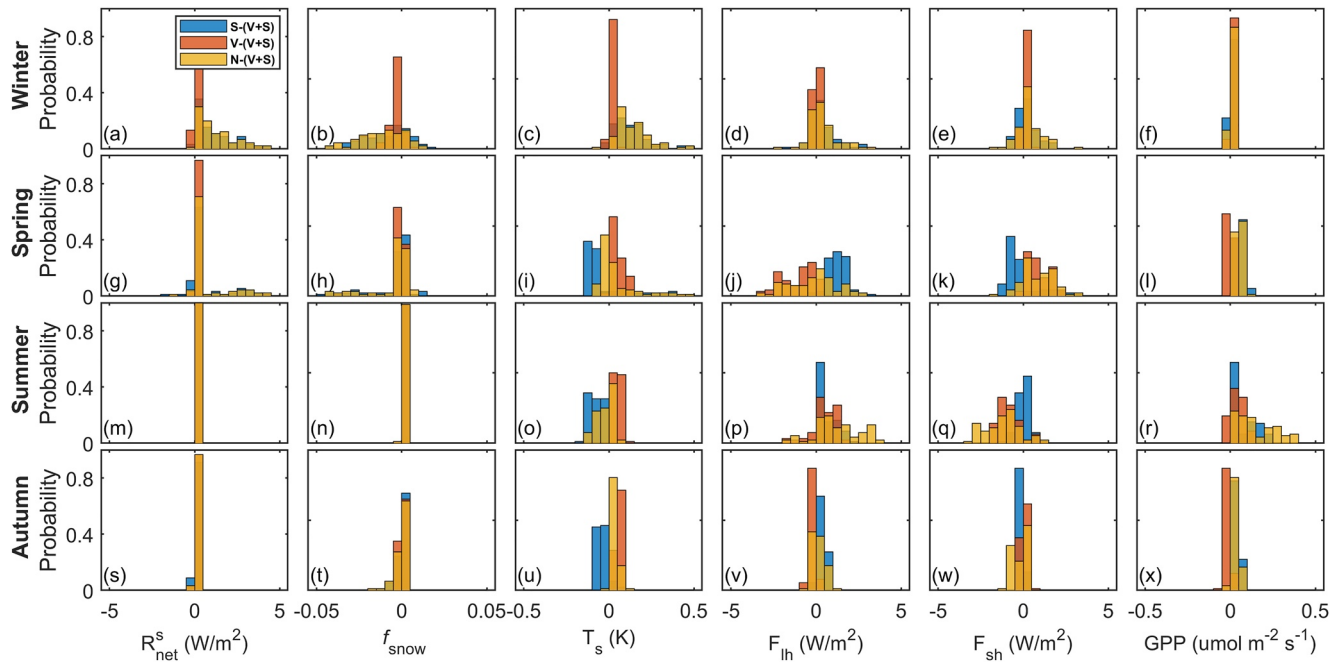 S-(V+S)
V-(V+S)
N-(V+S)
Winter
Probability
0.8
0.4
0
(a)
(b)
(c)
(d)
(e)
(f)
Spring
Probability
0.8
0.4
0
(g)
(h)
(i)
(j)
(k)
(l)
Summer
Probability
0.8
0.4
0
(m)
(n)
(o)
(p)
(q)
(r)
Autumn
Probability
0.8
0.4
0
(s)
(t)
(u)
(v)
(w)
(x)
-5 0 5 -0.05 0 0.05 -0.5 0 0.5 -5 0 5 -5 0 5 -0.5 0 0.5
R^s_net (W/m²) f_snow T_s (K) F_lh (W/m²) F_sh (W/m²) GPP (umol m⁻² s⁻¹)